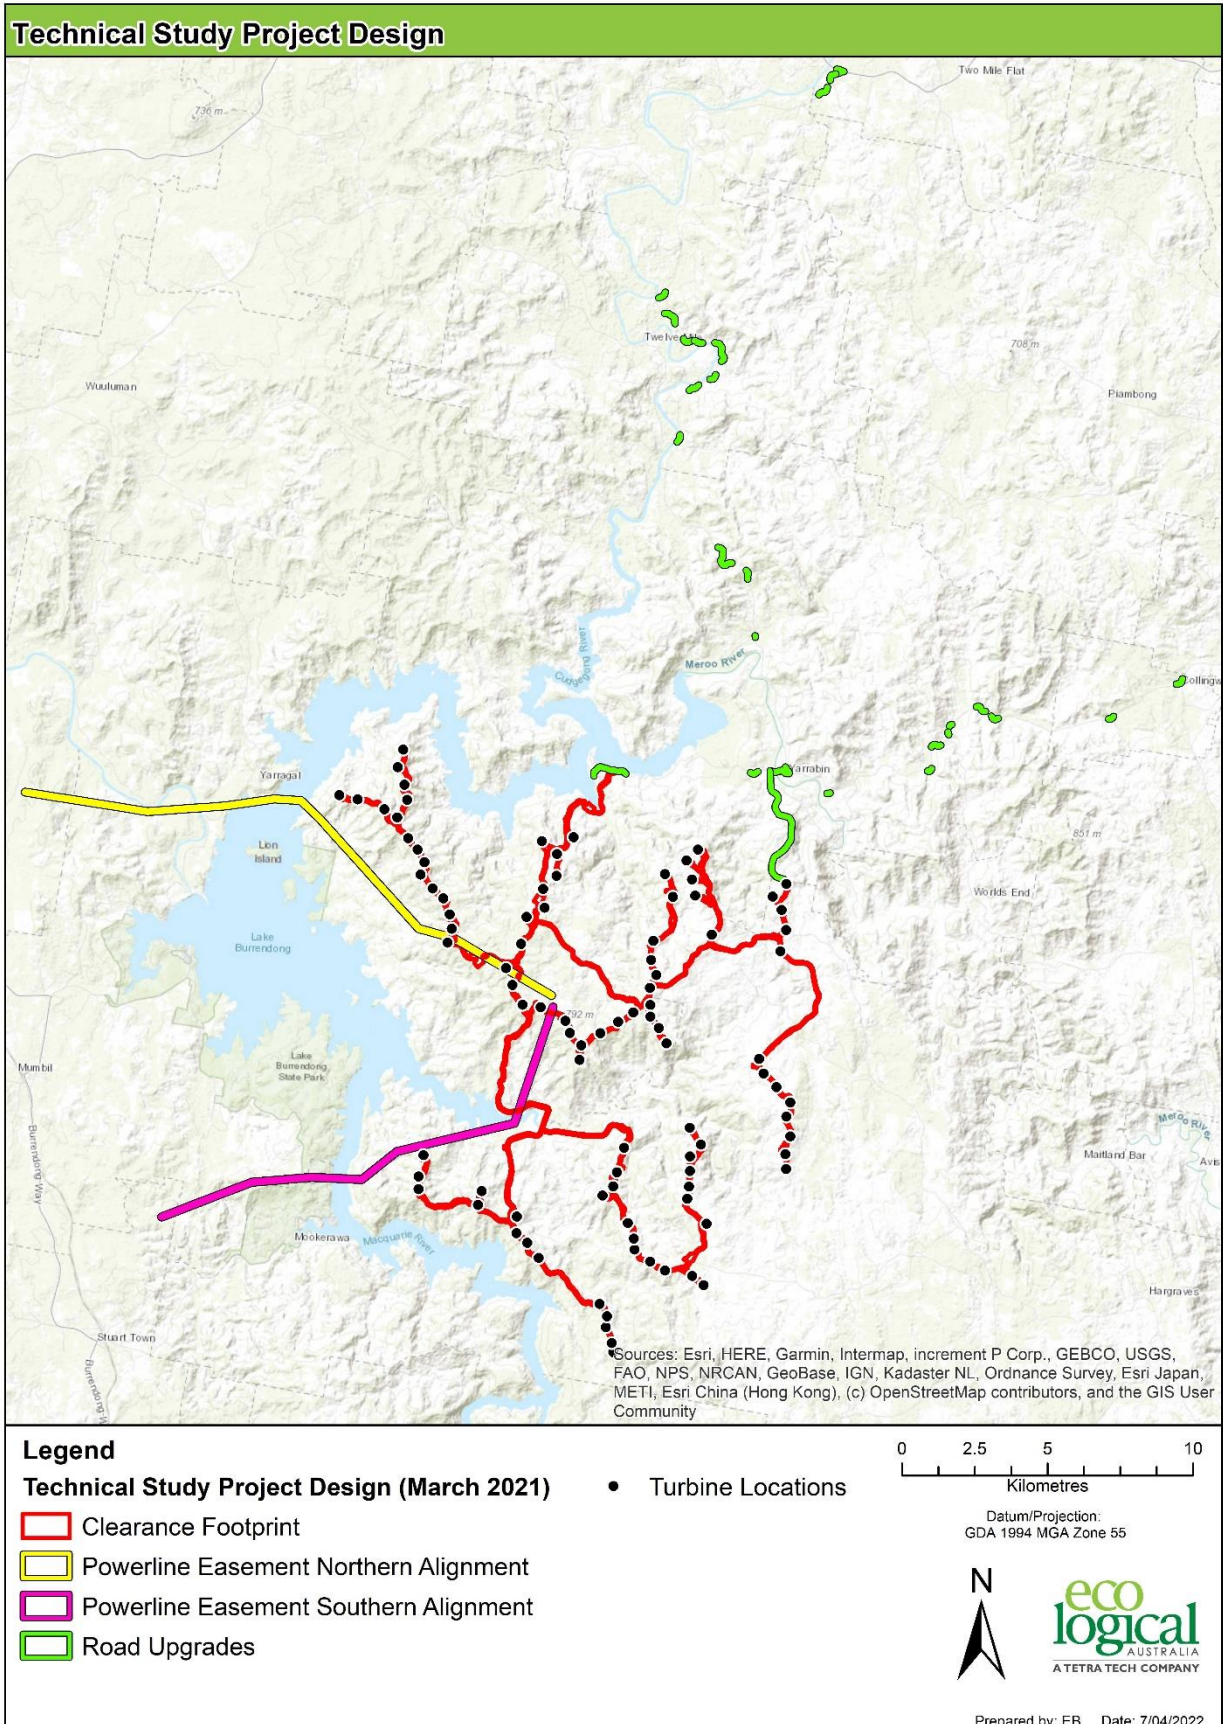 Technical Study Project Design
Two Mile Flat
736 m
Twelve Mile
708 m
Wuuluman
Piambong
Cudgegong River
Meroo River
Yarragal
Yarrabin
Lion
Island
851 m
Worlds End
Lake
Burrendong
792 m
Lake
Burrendong
State Park
Mumbil
Burrendong Way
Meroo River
Maitland Bar
Avis
Mookerawa
Macquarie River
Hargraves
Stuart Town
Sources: Esri, HERE, Garmin, Intermap, increment P Corp., GEBCO, USGS,
FAO, NPS, NRCAN, GeoBase, IGN, Kadaster NL, Ordnance Survey, Esri Japan,
METI, Esri China (Hong Kong), (c) OpenStreetMap contributors, and the GIS User
Community
Legend
Technical Study Project Design (March 2021)
Turbine Locations
Clearance Footprint
Powerline Easement Northern Alignment
Powerline Easement Southern Alignment
Road Upgrades
0 2.5 5 10
Kilometres
Datum/Projection:
GDA 1994 MGA Zone 55
N
eco
logical
AUSTRALIA
A TETRA TECH COMPANY
Prepared by: EB Date: 7/04/2022